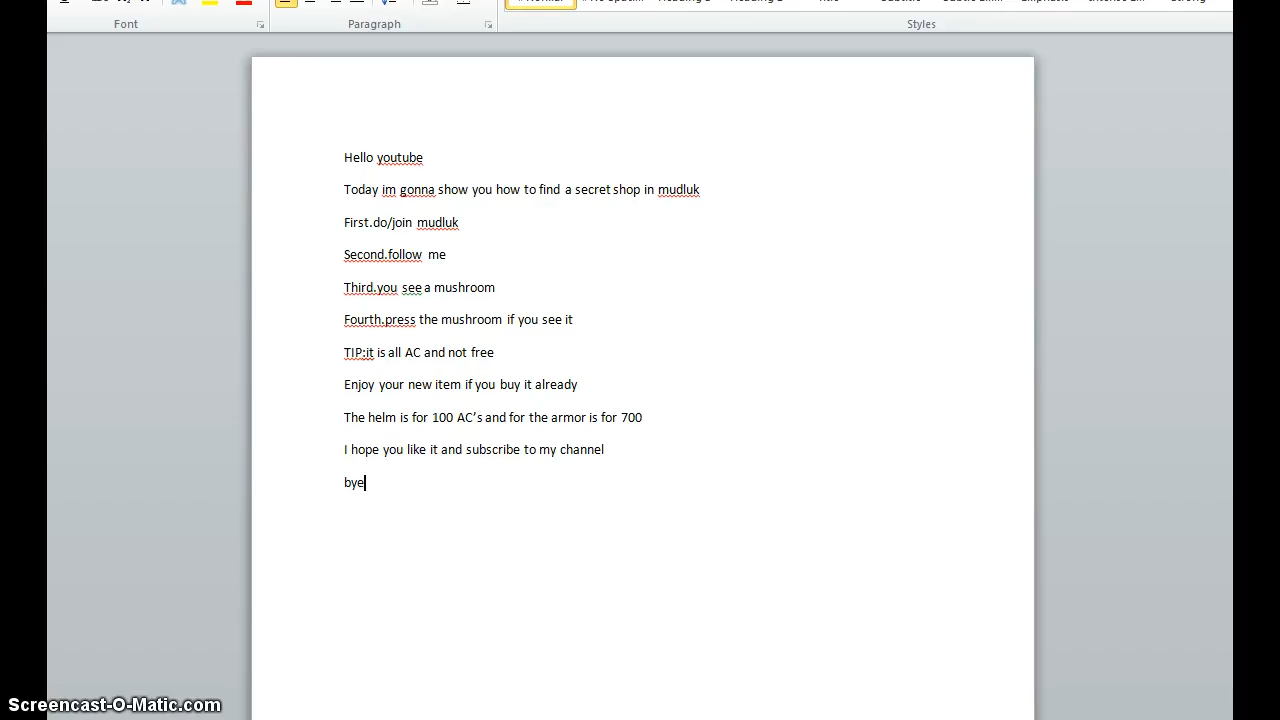 Font
Paragraph
Styles
Hello youtube
Today im gonna show you how to find a secret shop in mudluk
First.do/join mudluk
Second.follow me
Third.you see a mushroom
Fourth.press the mushroom if you see it
TIP:it is all AC and not free
Enjoy your new item if you buy it already
The helm is for 100 AC’s and for the armor is for 700
I hope you like it and subscribe to my channel
bye
Screencast-O-Matic.com